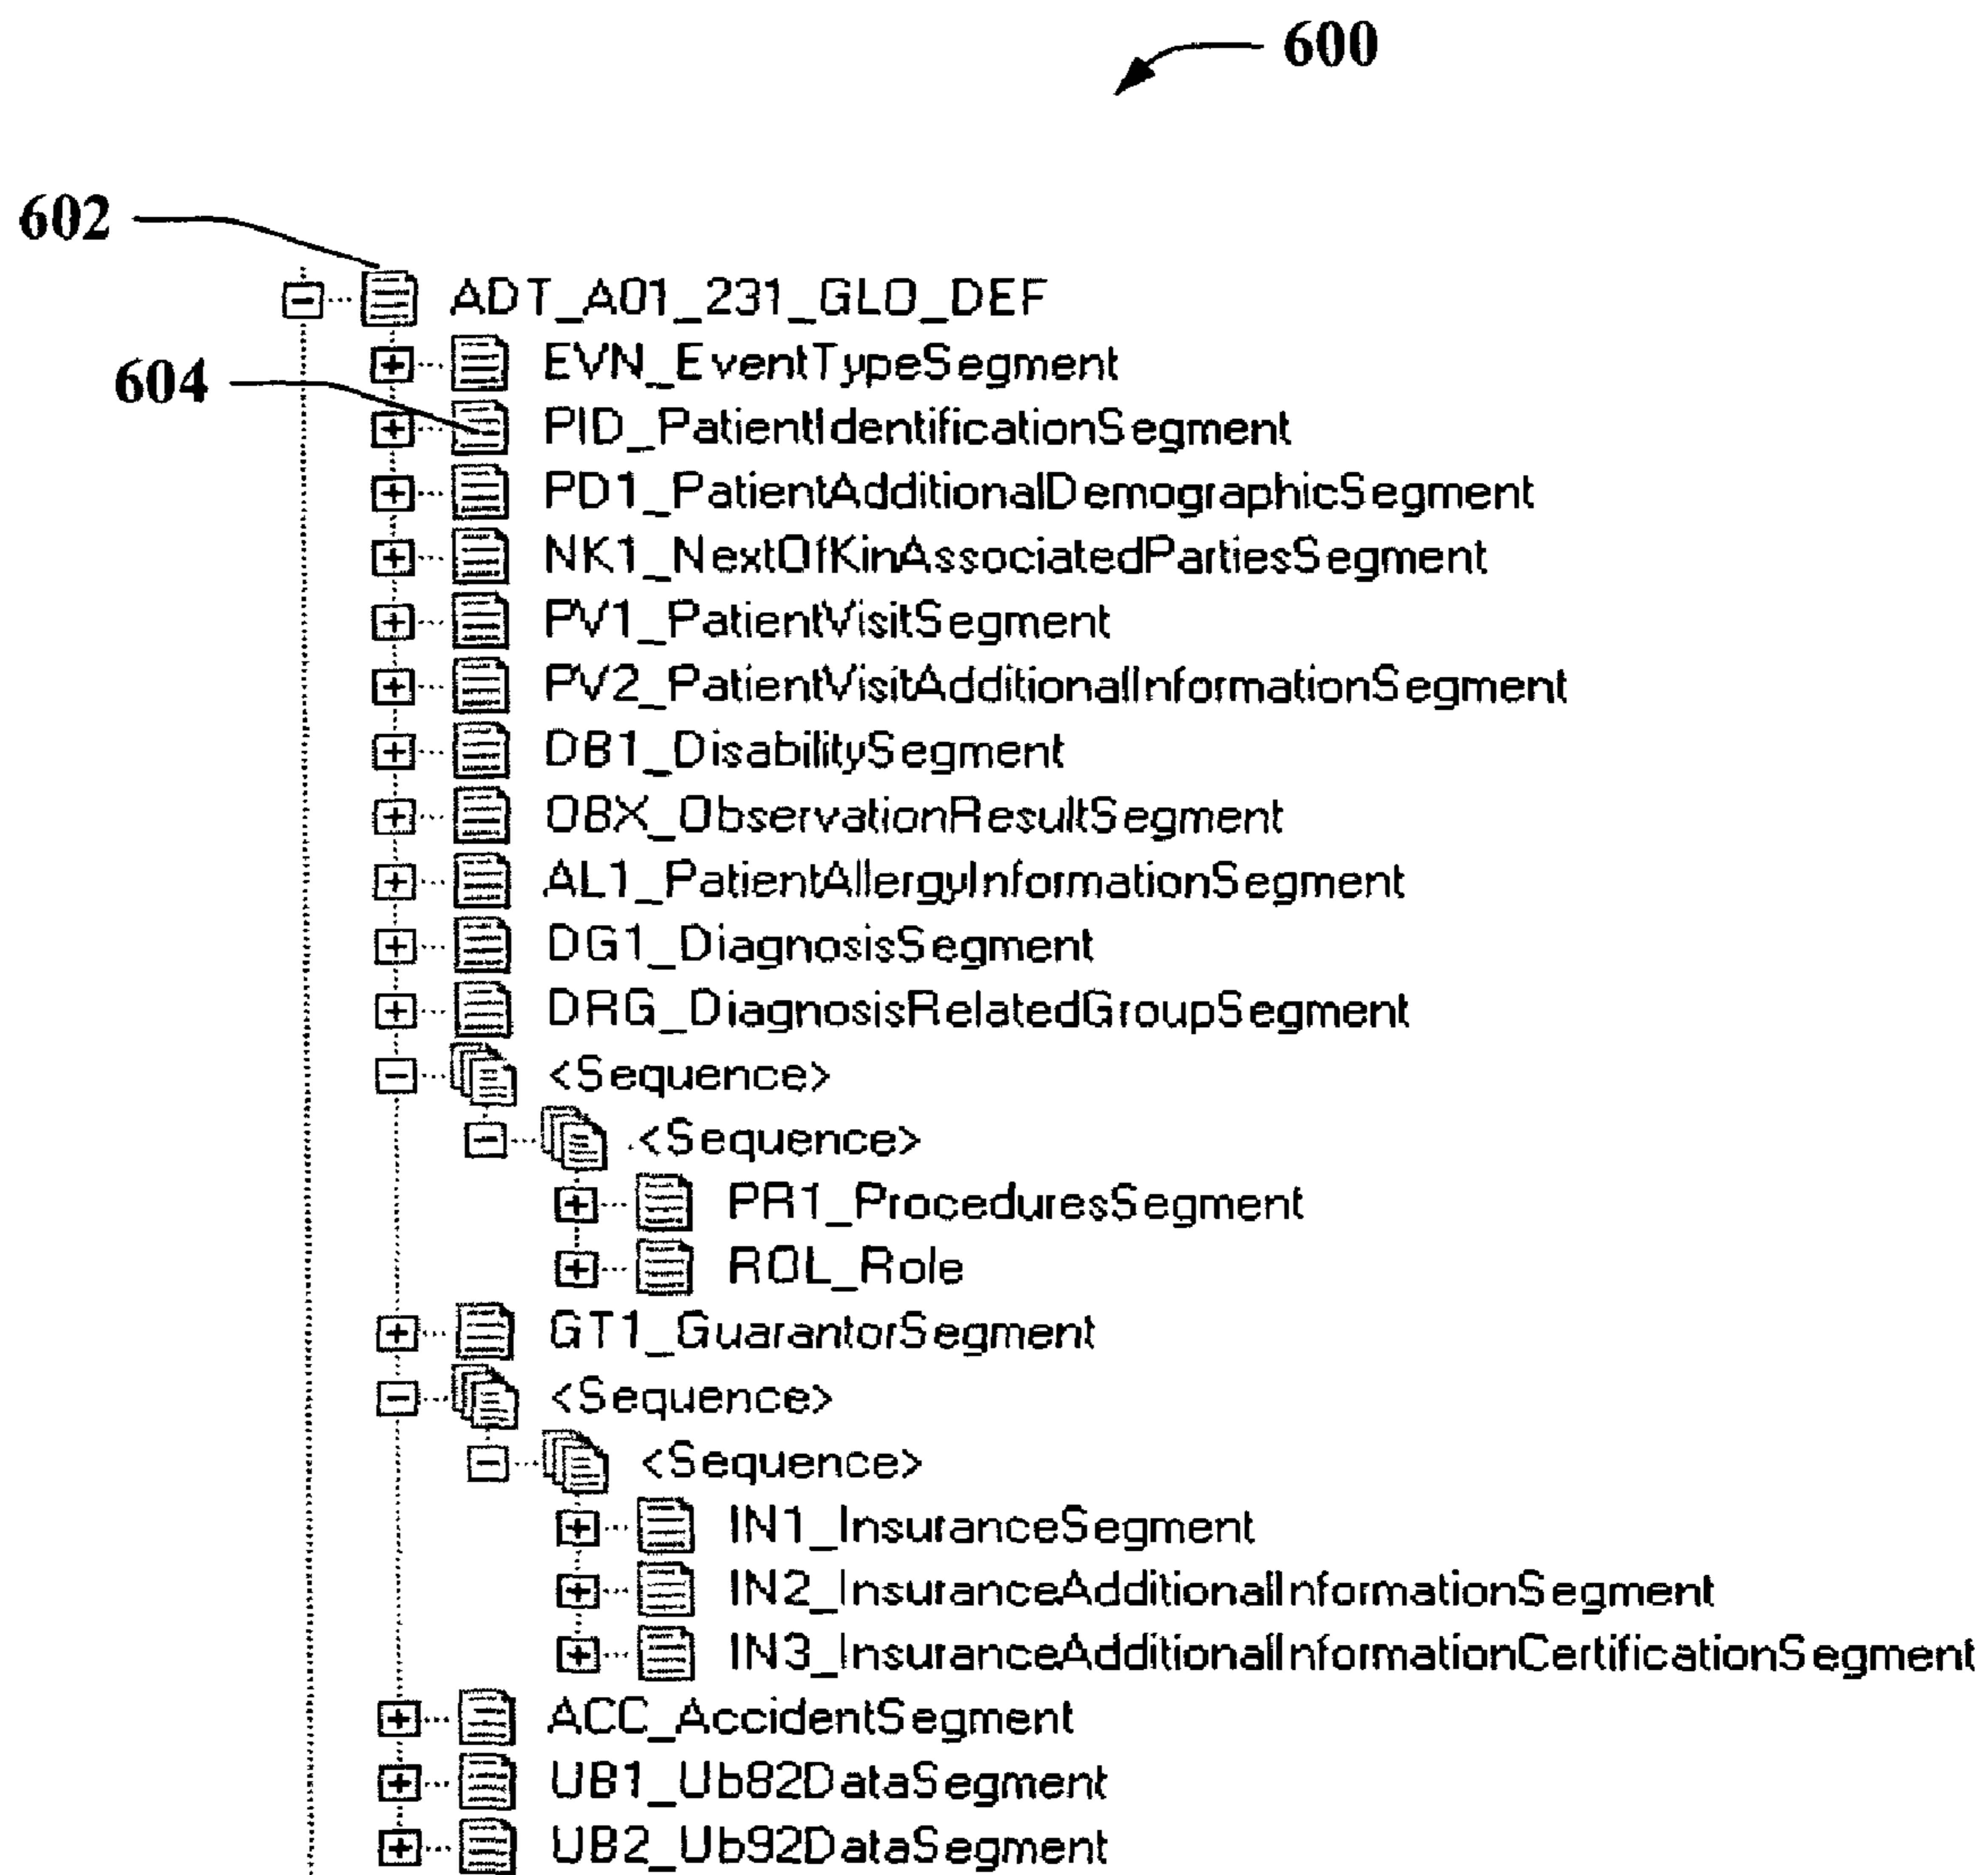 600
602
ADT_A01_231_GLO_DEF
EVN_EventTypeSegment
604
PID_PatientIdentificationSegment
PD1_PatientAdditionalDemographicSegment
NK1_NextOfKinAssociatedPartiesSegment
PV1_PatientVisitSegment
PV2_PatientVisitAdditionalInformationSegment
DB1_DisabilitySegment
OBX_ObservationResultSegment
AL1_PatientAllergyInformationSegment
DG1_DiagnosisSegment
DRG_DiagnosisRelatedGroupSegment
<Sequence>
<Sequence>
PR1_ProceduresSegment
ROL_Role
GT1_GuarantorSegment
<Sequence>
<Sequence>
IN1_InsuranceSegment
IN2_InsuranceAdditionalInformationSegment
IN3_InsuranceAdditionalInformationCertificationSegment
ACC_AccidentSegment
UB1_Ub82DataSegment
UB2_Ub92DataSegment